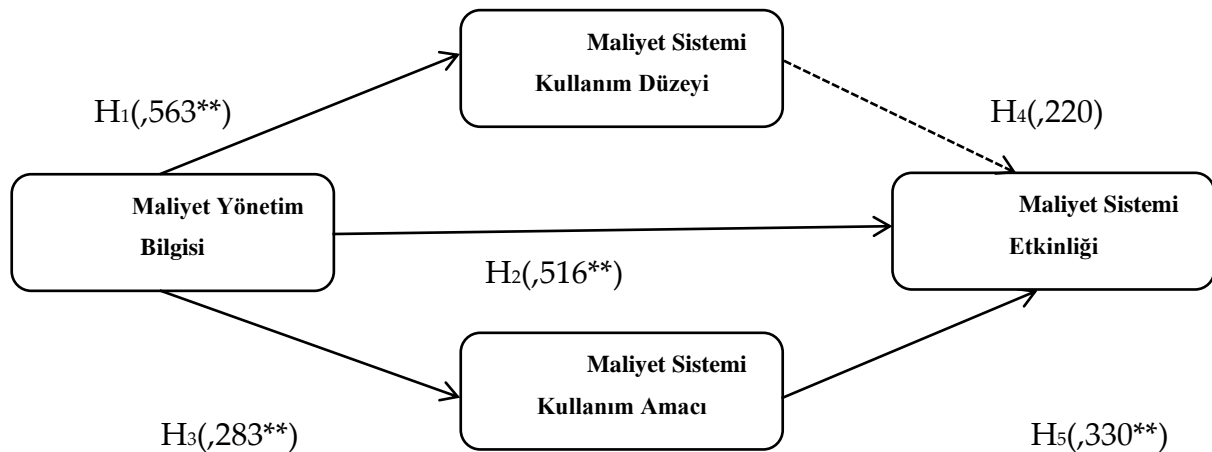 Maliyet Sistemi
Kullanım Düzeyi
H1(,563**)
H4(,220)
Maliyet Yönetim
Bilgisi
Maliyet Sistemi
Etkinliği
H2(,516**)
Maliyet Sistemi
Kullanım Amacı
H3(,283**)
H5(,330**)